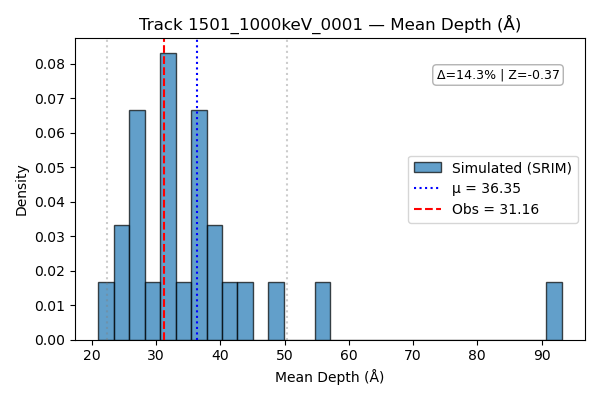 Track 1501_1000keV_0001 — Mean Depth (Å)
Δ=14.3% | Z=-0.37
Simulated (SRIM)
μ = 36.35
Obs = 31.16
Density
0.08
0.07
0.06
0.05
0.04
0.03
0.02
0.01
0.00
20 30 40 50 60 70 80 90
Mean Depth (Å)